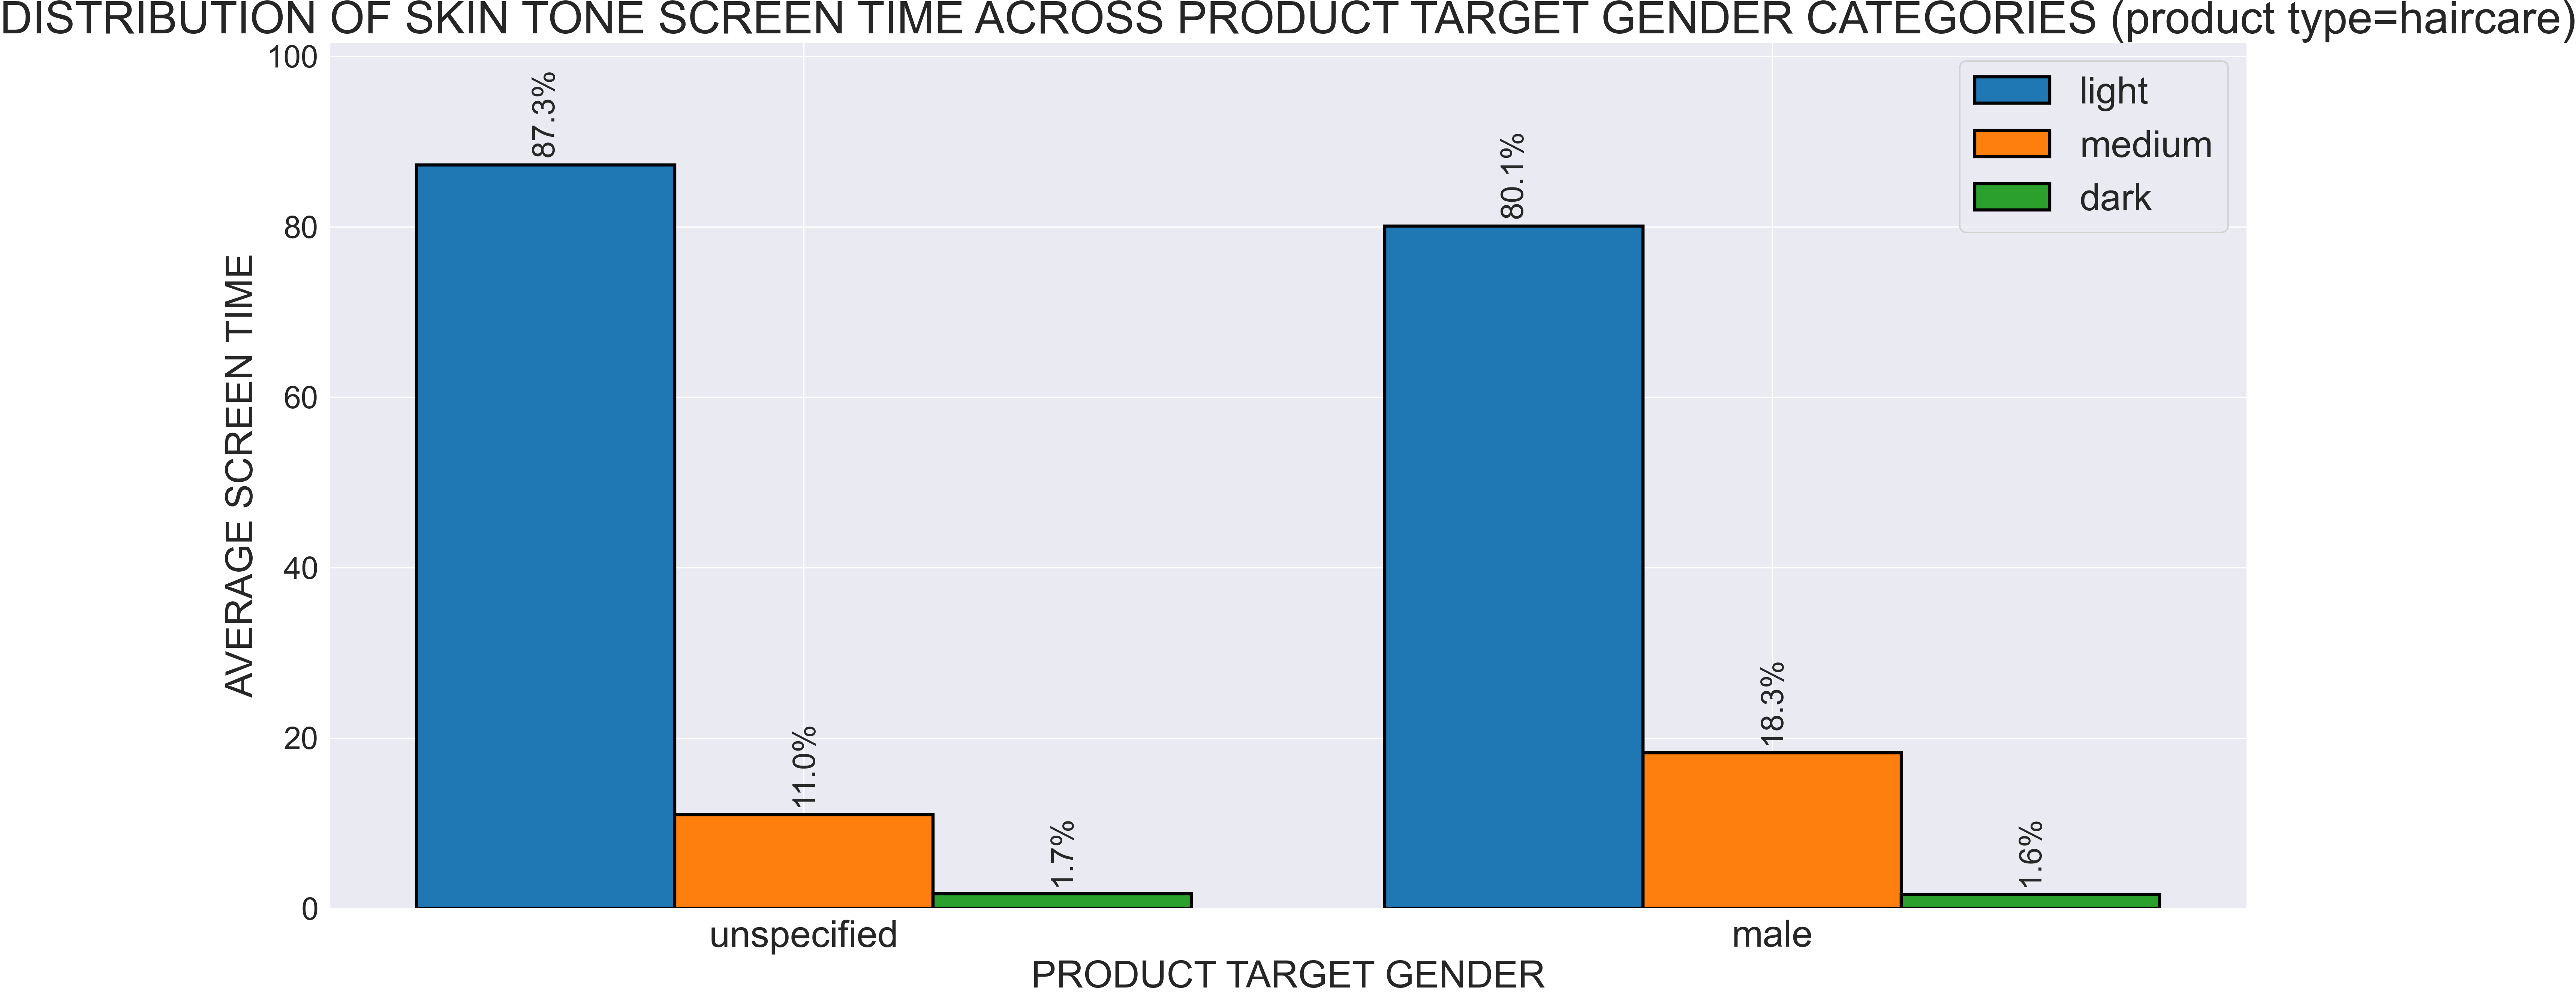 DISTRIBUTION OF SKIN TONE SCREEN TIME ACROSS PRODUCT TARGET GENDER CATEGORIES (product type=haircare)
AVERAGE SCREEN TIME
100
80
60
40
20
0
87.3%
11.0%
1.7%
80.1%
18.3%
1.6%
light
medium
dark
unspecified
male
PRODUCT TARGET GENDER